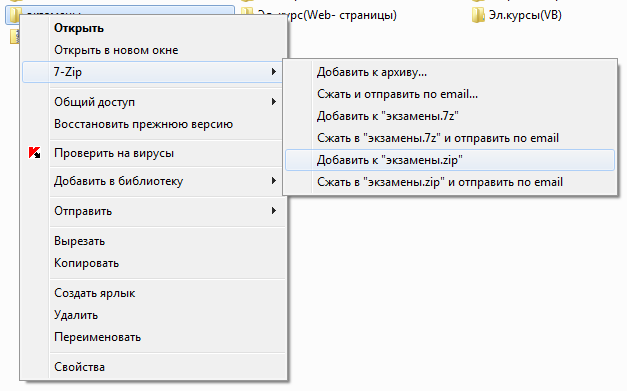 Эл.курс(Web- страницы)
Эл.курсы(VB)
Открыть
Открыть в новом окне
7-Zip
Общий доступ
Восстановить прежнюю версию
Проверить на вирусы
Добавить в библиотеку
Отправить
Вырезать
Копировать
Создать ярлык
Удалить
Переименовать
Свойства
Добавить к архиву...
Сжать и отправить по email...
Добавить к "экзамены.7z"
Сжать в "экзамены.7z" и отправить по email
Добавить к "экзамены.zip"
Сжать в "экзамены.zip" и отправить по email